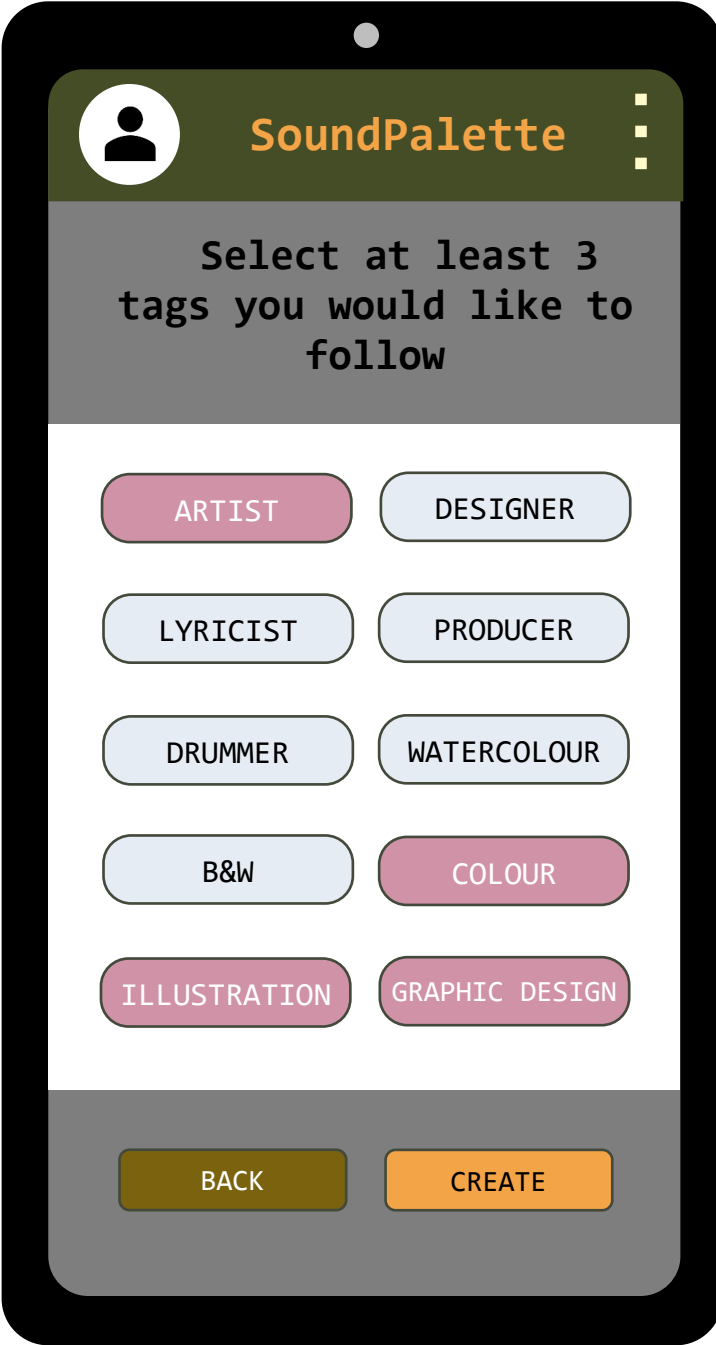 SoundPalette
Select at least 3
tags you would like to
follow
ARTIST
DESIGNER
LYRICIST
PRODUCER
DRUMMER
WATERCOLOUR
B&W
COLOUR
ILLUSTRATION
GRAPHIC DESIGN
BACK
CREATE